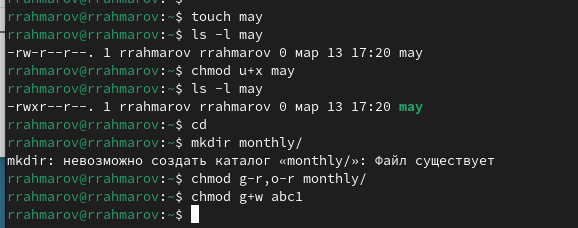 rrahmarov@rrahmarov:~$ touch may
rrahmarov@rrahmarov:~$ ls -l may
-rw-r--r--. 1 rrahmarov rrahmarov 0 мар 13 17:20 may
rrahmarov@rrahmarov:~$ chmod u+x may
rrahmarov@rrahmarov:~$ ls -l may
-rwxr--r--. 1 rrahmarov rrahmarov 0 мар 13 17:20 may
rrahmarov@rrahmarov:~$ cd
rrahmarov@rrahmarov:~$ mkdir monthly/
mkdir: невозможно создать каталог «monthly/»: Файл существует
rrahmarov@rrahmarov:~$ chmod g-r,o-r monthly/
rrahmarov@rrahmarov:~$ chmod g+w abc1
rrahmarov@rrahmarov:~$